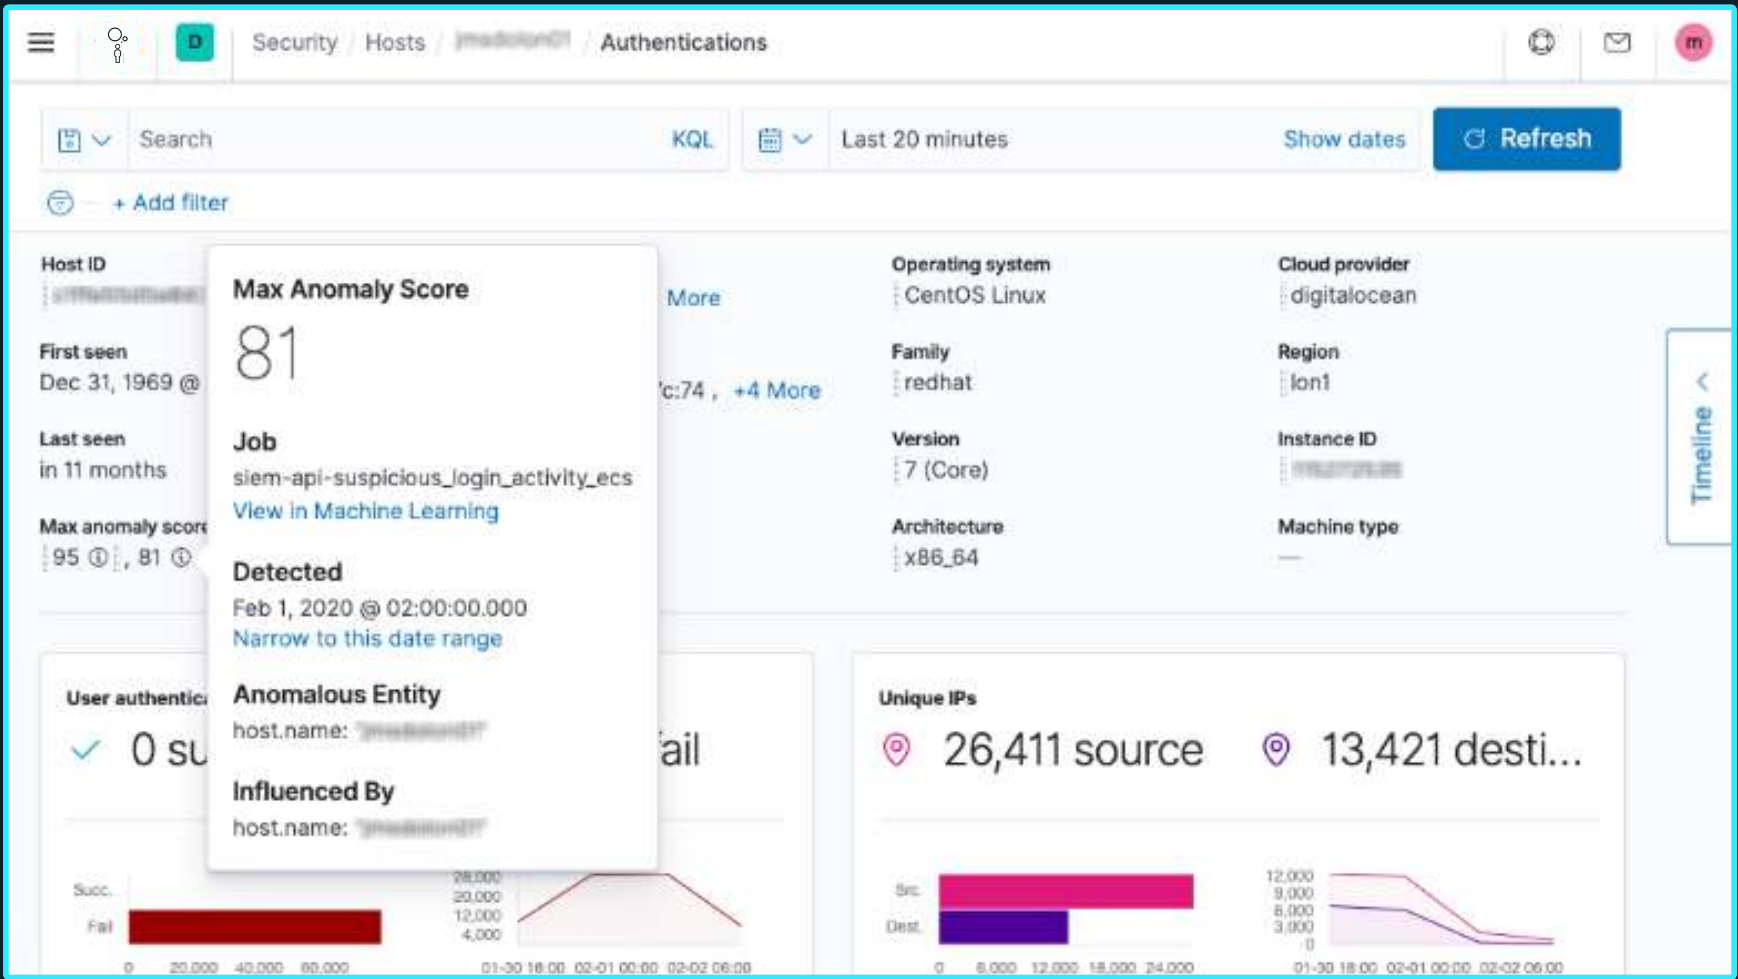 D Security / Hosts / / Authentications m
Search KQL Last 20 minutes Show dates Refresh
+ Add filter
Host ID
First seen
Dec 31, 1969 @
Last seen
in 11 months
Max anomaly score
95 , 81
Max Anomaly Score
81
Job
siem-api-suspicious_login_activity_ecs
View in Machine Learning
Detected
Feb 1, 2020 @ 02:00:00.000
Narrow to this date range
Anomalous Entity
host.name:
Influenced By
host.name:
More
c:74 , +4 More
Operating system
CentOS Linux
Family
redhat
Version
7 (Core)
Architecture
x86_64
Cloud provider
digitalocean
Region
lon1
Instance ID
Machine type
—
Timeline
User authentica
0 su
fail
Succ.
Fail
0 20,000 40,000 60,000
28,000
20,000
12,000
4,000
01-30 18:00 02-01 00:00 02-02 06:00
Unique IPs
26,411 source 13,421 desti...
Src.
Dest.
0 6,000 12,000 18,000 24,000
12,000
9,000
6,000
3,000
0
01-30 18:00 02-01 00:00 02-02 06:00